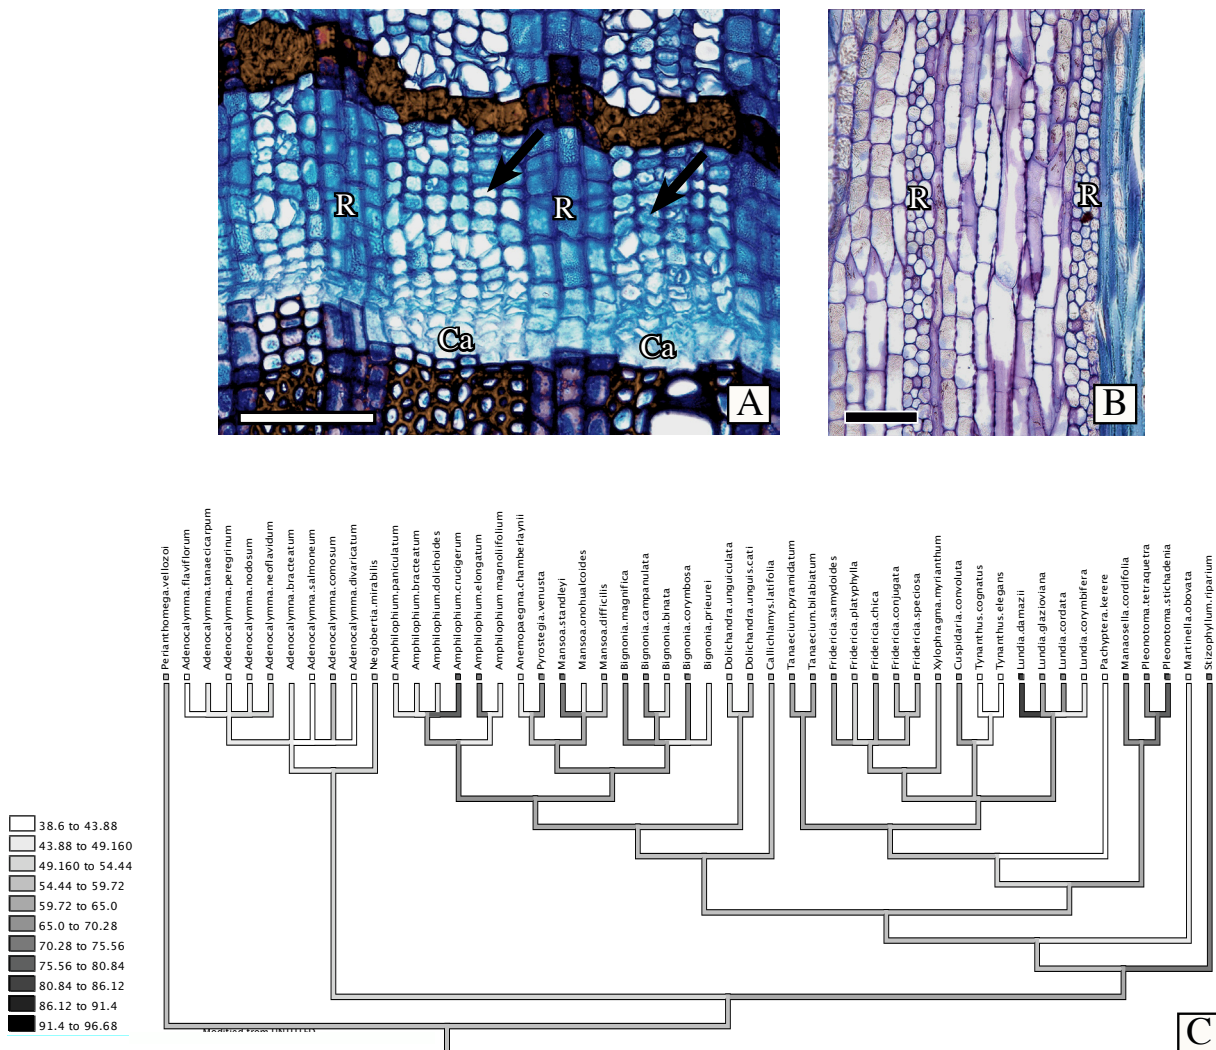 R
R
Ca
Ca
A
R
R
B
Perianthomega.vellozoi
Adenocalymma.flaviflorum
Adenocalymma.tanaecicarpum
Adenocalymma.peregrinum
Adenocalymma.nodosum
Adenocalymma.neoflavidum
Adenocalymna.bracteatum
Adenocalymma.salmoneum
Adenocalymma.comosum
Adenocalymma.divaricatum
Neojobertia.mirabilis
Amphilophium.paniculatum
Amphilophium.bracteatum
Amphilophium.dolichoides
Amphilophium.crucigerum
Amphilophium.elongatum
Amphilophium magnoliifolium
Anemopaegma.chamberlaynii
Pyrostegia.venusta
Mansoa.standleyi
Mansoa.onohualcoides
Mansoa.difficilis
Bignonia.magnifica
Bignonia.campanulata
Bignonia.binata
Bignonia.corymbosa
Bignonia.prieurei
Dolichandra.unguiculata
Dolichandra.unguis.cati
Callichlamys.latifolia
Tanaecium.pyramidatum
Tanaecium.bilabiatum
Fridericia.samydoides
Fridericia.platyphylla
Fridericia.chica
Fridericia.conjugata
Fridericia.speciosa
Xylophragma.myrianthum
Cuspidaria.convoluta
Tynanthus.cognatus
Tynanthus.elegans
Lundia.damazii
Lundia.glazioviana
Lundia.cordata
Lundia.corymbifera
Pachyptera.kerere
Manaosella.cordifolia
Pleonotoma.tetraquetra
Pleonotoma.stichadenia
Martinella.obovata
Stizophyllum.riparium
38.6 to 43.88
43.88 to 49.160
49.160 to 54.44
54.44 to 59.72
59.72 to 65.0
65.0 to 70.28
70.28 to 75.56
75.56 to 80.84
80.84 to 86.12
86.12 to 91.4
91.4 to 96.68
Modified from UNTITLED
C